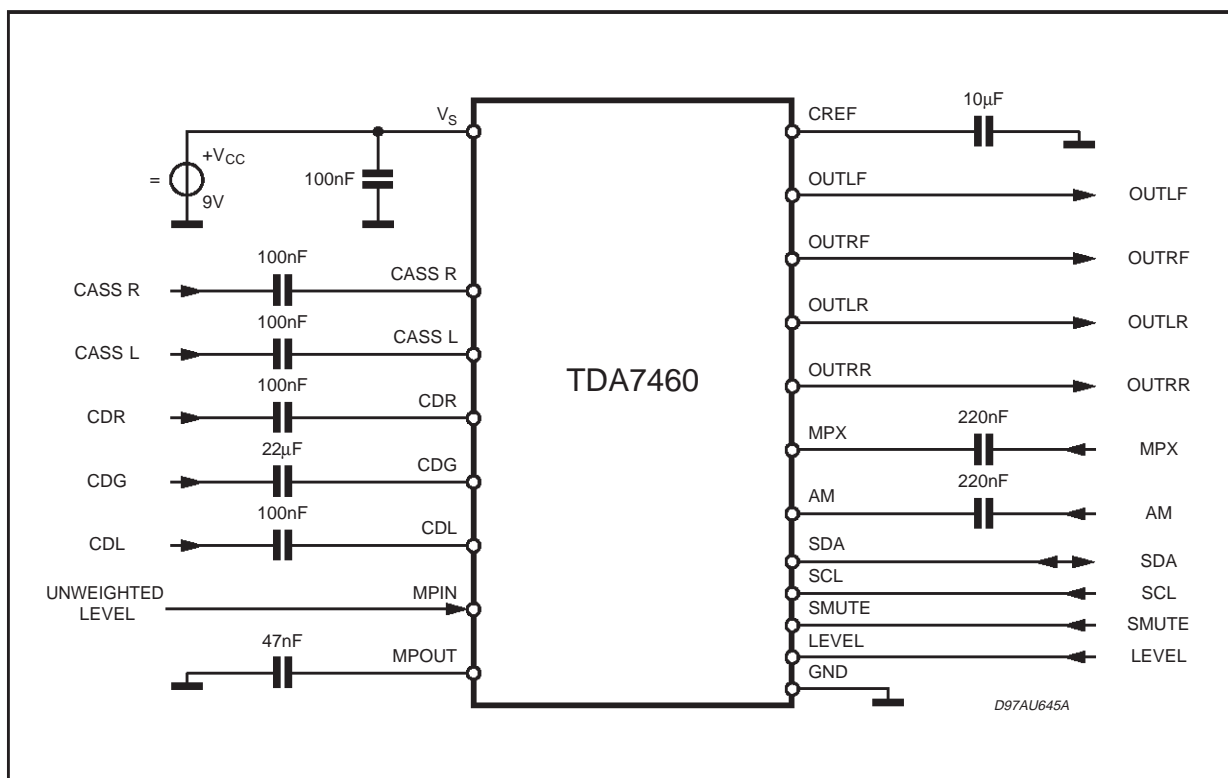 V_S
+V_CC
=
9V
100nF
100nF
CASS R
CASS R
100nF
CASS L
CASS L
100nF
CDR
CDR
22μF
CDG
CDG
100nF
CDL
CDL
UNWEIGHTED
LEVEL
MPIN
47nF
MPOUT
TDA7460
CREF
10μF
OUTLF
OUTLF
OUTRF
OUTRF
OUTLR
OUTLR
OUTRR
OUTRR
MPX
220nF
MPX
AM
220nF
AM
SDA
SDA
SCL
SCL
SMUTE
SMUTE
LEVEL
LEVEL
GND
D97AU645A